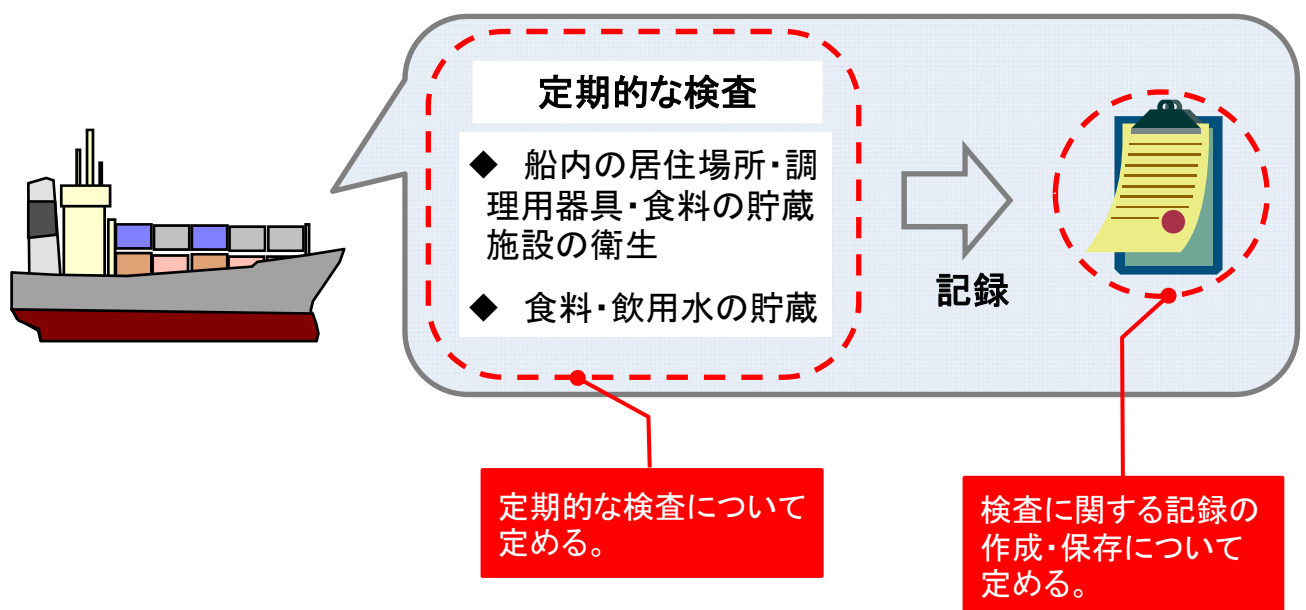 定期的な検査
◆ 船内の居住場所・調
理用器具・食料の貯蔵
施設の衛生
◆ 食料・飲用水の貯蔵
記録
定期的な検査について
定める。
検査に関する記録の
作成・保存について
定める。